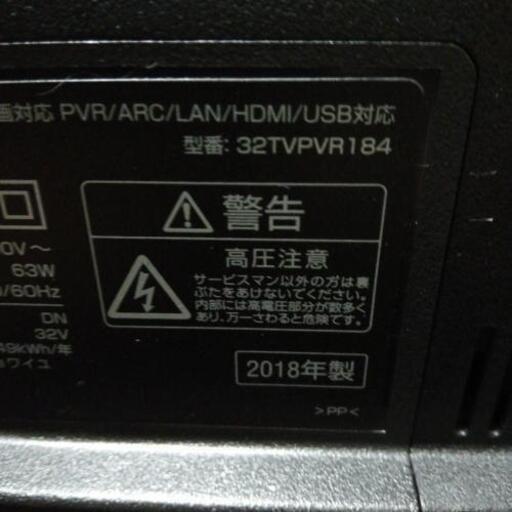 画対応 PVR/ARC/LAN/HDMI/USB対応
型番: 32TVPVR184
警告
高圧注意
サービスマン以外の方は裏
ぶたをあけないでください。
内部には高電圧部分が数多く
あり、万一さわると危険です。
0V～
63W
/60Hz
DN
32V
49kWh/年
ワイユ
2018年製
>PP<